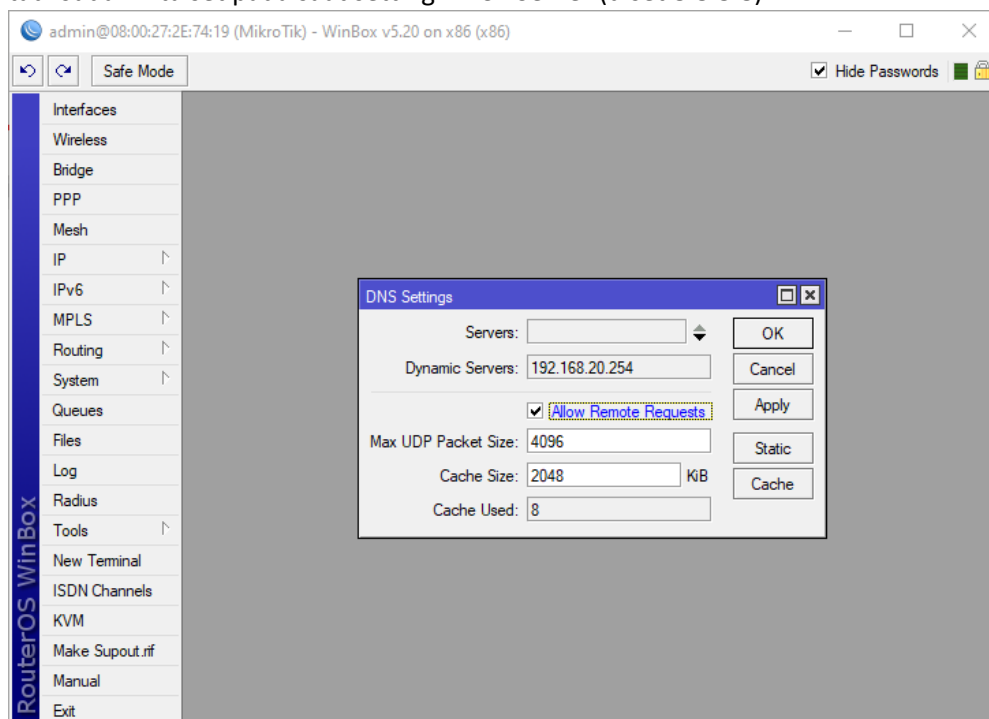 admin@08:00:27:2E:74:19 (MikroTik) - WinBox v5.20 on x86 (x86)
Safe Mode
Hide Passwords
Interfaces
Wireless
Bridge
PPP
Mesh
IP
IPv6
MPLS
Routing
System
Queues
Files
Log
Radius
Tools
New Terminal
ISDN Channels
KVM
Make Supout.rif
Manual
Exit
RouterOS WinBox
DNS Settings
Servers:
Dynamic Servers: 192.168.20.254
Allow Remote Requests
Max UDP Packet Size: 4096
Cache Size: 2048 KiB
Cache Used: 8
OK
Cancel
Apply
Static
Cache